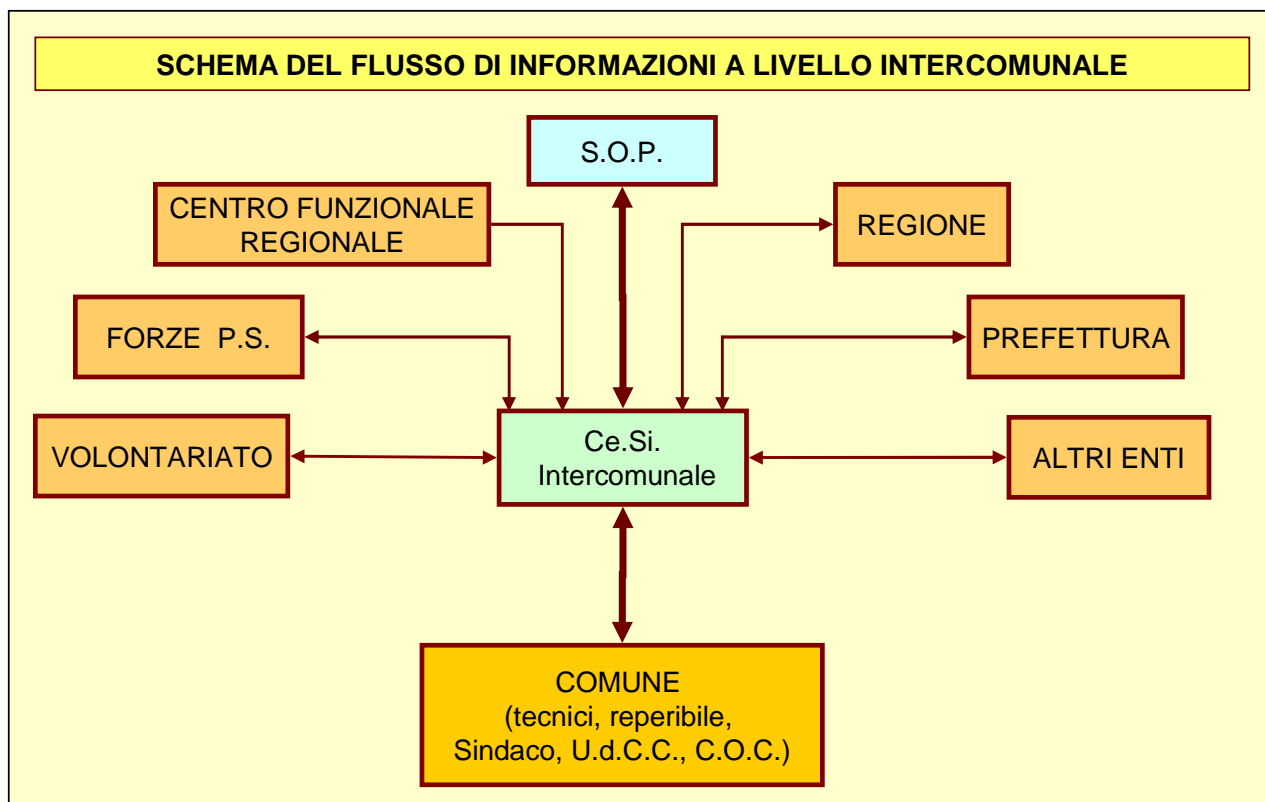 SCHEMA DEL FLUSSO DI INFORMAZIONI A LIVELLO INTERCOMUNALE
S.O.P.
CENTRO FUNZIONALE
REGIONALE
REGIONE
FORZE P.S.
PREFETTURA
VOLONTARIATO
Ce.Si.
Intercomunale
ALTRI ENTI
COMUNE
(tecnici, reperibile,
Sindaco, U.d.C.C., C.O.C.)